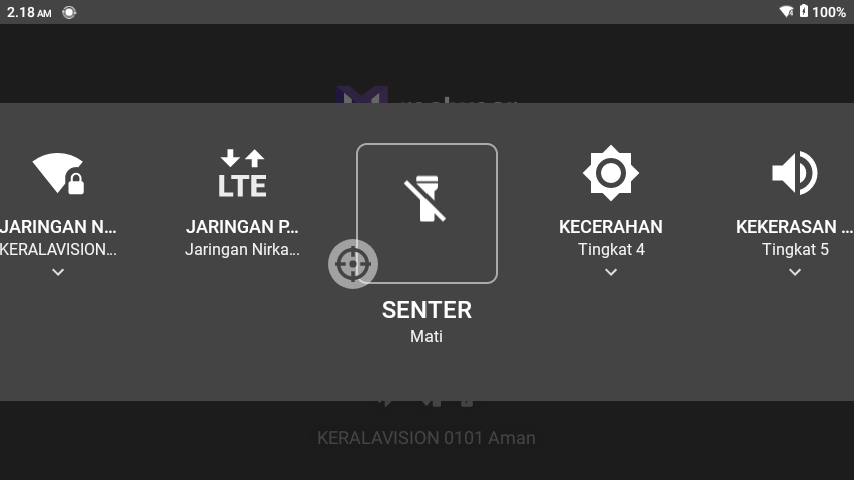 2.18 AM
100%
JARINGAN N...
KERALAVISION...
LTE
JARINGAN P...
Jaringan Nirka...
SENTER
Mati
KECERAHAN
Tingkat 4
KEKERASAN ...
Tingkat 5
KERALAVISION 0101 Aman